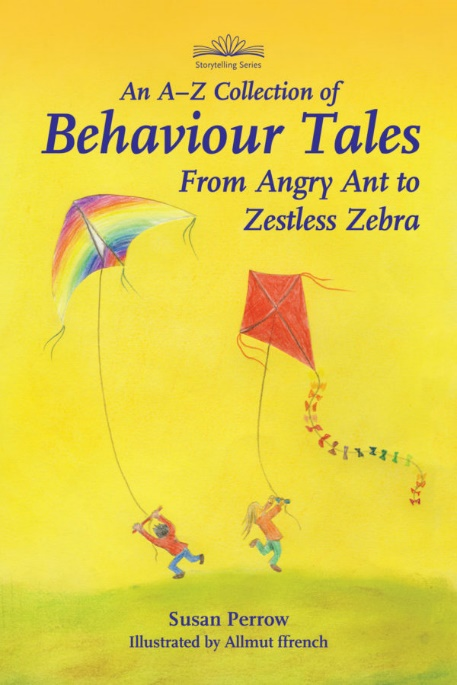 Storytelling Series
An A–Z Collection of
Behaviour Tales
From Angry Ant to
Zestless Zebra
Susan Perrow
Illustrated by Allmut ffrench